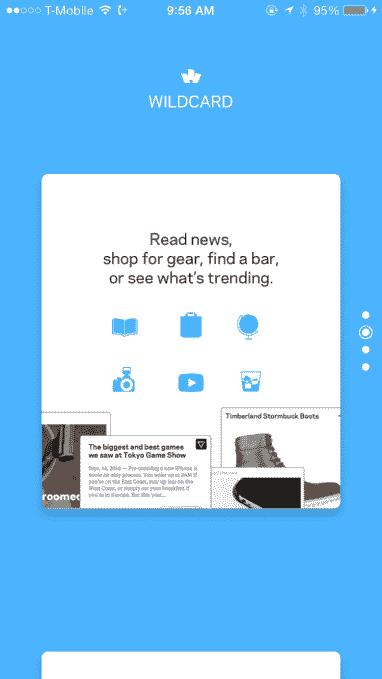 T-Mobile 9:56 AM 95%
WILDCARD
Read news,
shop for gear, find a bar,
or see what's trending.
Timberland Stormbuck Boots
The biggest and best games
we saw at Tokyo Game Show
roomed